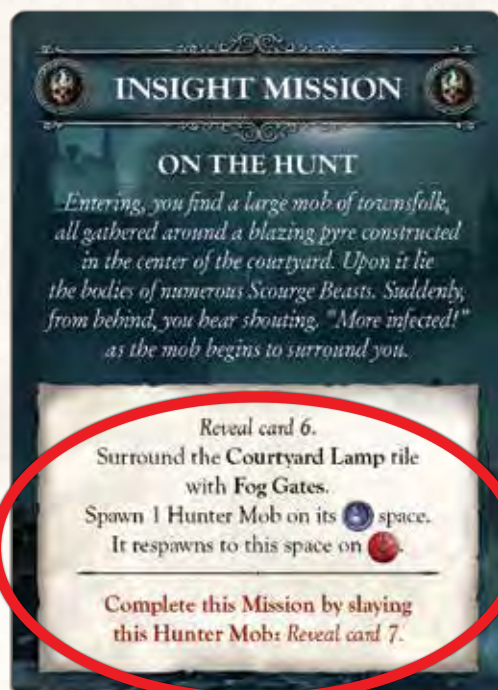 INSIGHT MISSION
ON THE HUNT
Entering, you find a large mob of townsfolk,
all gathered around a blazing pyre constructed
in the center of the courtyard. Upon it lie
the bodies of numerous Scourge Beasts. Suddenly,
from behind, you hear shouting, "More infected!"
as the mob begins to surround you.
Reveal card 6.
Surround the Courtyard Lamp tile
with Fog Gates.
Spawn 1 Hunter Mob on its space.
It respawns to this space on .
Complete this Mission by slaying
this Hunter Mob: Reveal card 7.